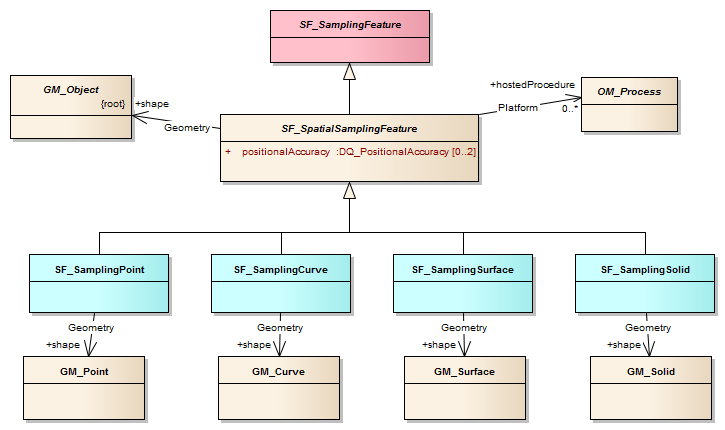 SF_SamplingFeature
GM_Object
{root}
+shape
Geometry
+hostedProcedure
Platform
0..*
OM_Process
SF_SpatialSamplingFeature
+ positionalAccuracy :DQ_PositionalAccuracy [0..2]
SF_SamplingPoint
SF_SamplingCurve
SF_SamplingSurface
SF_SamplingSolid
Geometry
Geometry
Geometry
Geometry
+shape
+shape
+shape
+shape
GM_Point
GM_Curve
GM_Surface
GM_Solid